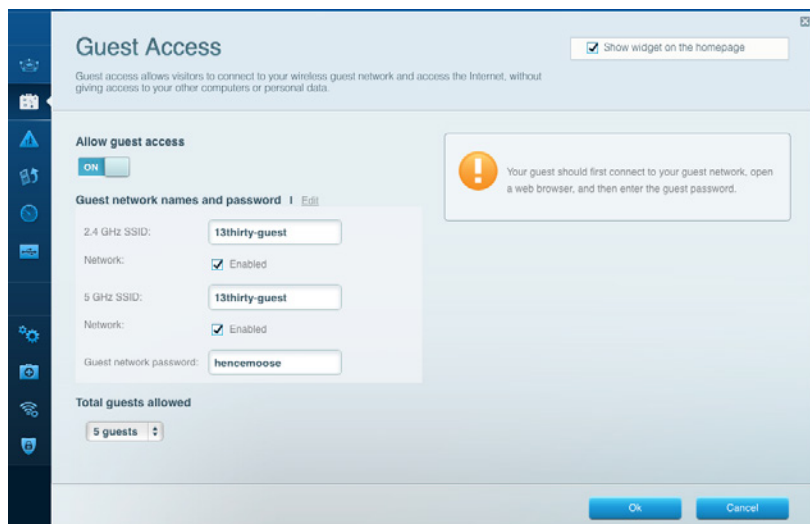 Guest Access
Show widget on the homepage
Guest access allows visitors to connect to your wireless guest network and access the Internet, without
giving access to your other computers or personal data.
Allow guest access
ON
Your guest should first connect to your guest network, open
a web browser, and then enter the guest password.
Guest network names and password | Edit
2.4 GHz SSID: 13thirty-guest
Network: Enabled
5 GHz SSID: 13thirty-guest
Network: Enabled
Guest network password: hencemoose
Total guests allowed
5 guests
Ok Cancel